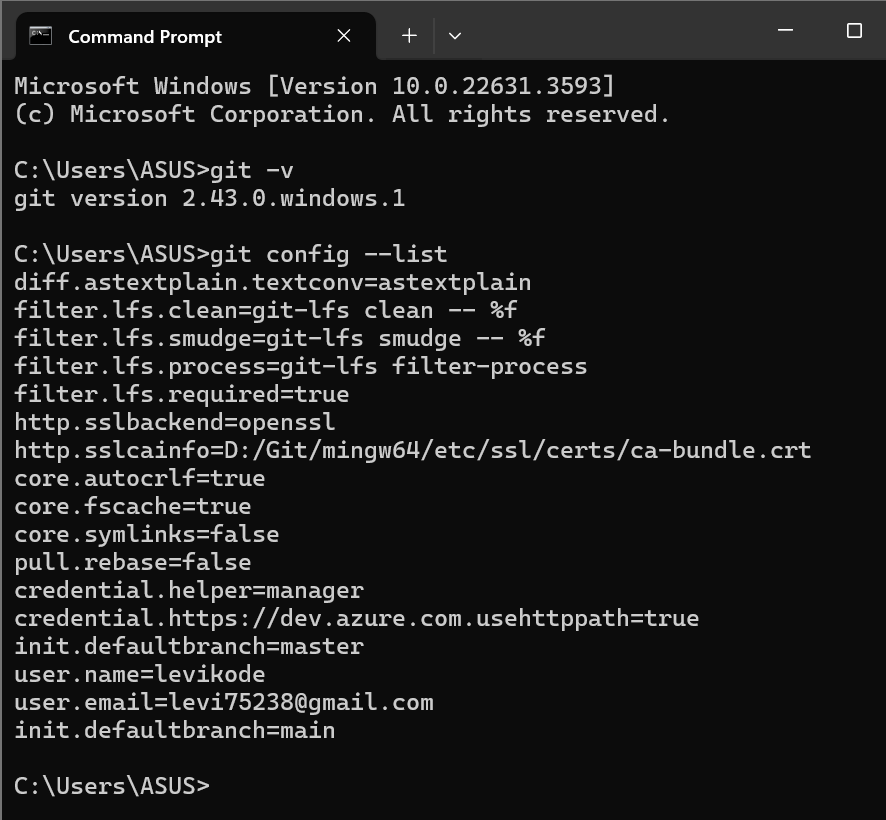 Command Prompt
Microsoft Windows [Version 10.0.22631.3593]
(c) Microsoft Corporation. All rights reserved.
C:\Users\ASUS>git -v
git version 2.43.0.windows.1
C:\Users\ASUS>git config --list
diff.astextplain.textconv=astextplain
filter.lfs.clean=git-lfs clean -- %f
filter.lfs.smudge=git-lfs smudge -- %f
filter.lfs.process=git-lfs filter-process
filter.lfs.required=true
http.sslbackend=openssl
http.sslcainfo=D:/Git/mingw64/etc/ssl/certs/ca-bundle.crt
core.autocrlf=true
core.fscache=true
core.symlinks=false
pull.rebase=false
credential.helper=manager
credential.https://dev.azure.com.usehttppath=true
init.defaultbranch=master
user.name=levikode
user.email=levi75238@gmail.com
init.defaultbranch=main
C:\Users\ASUS>